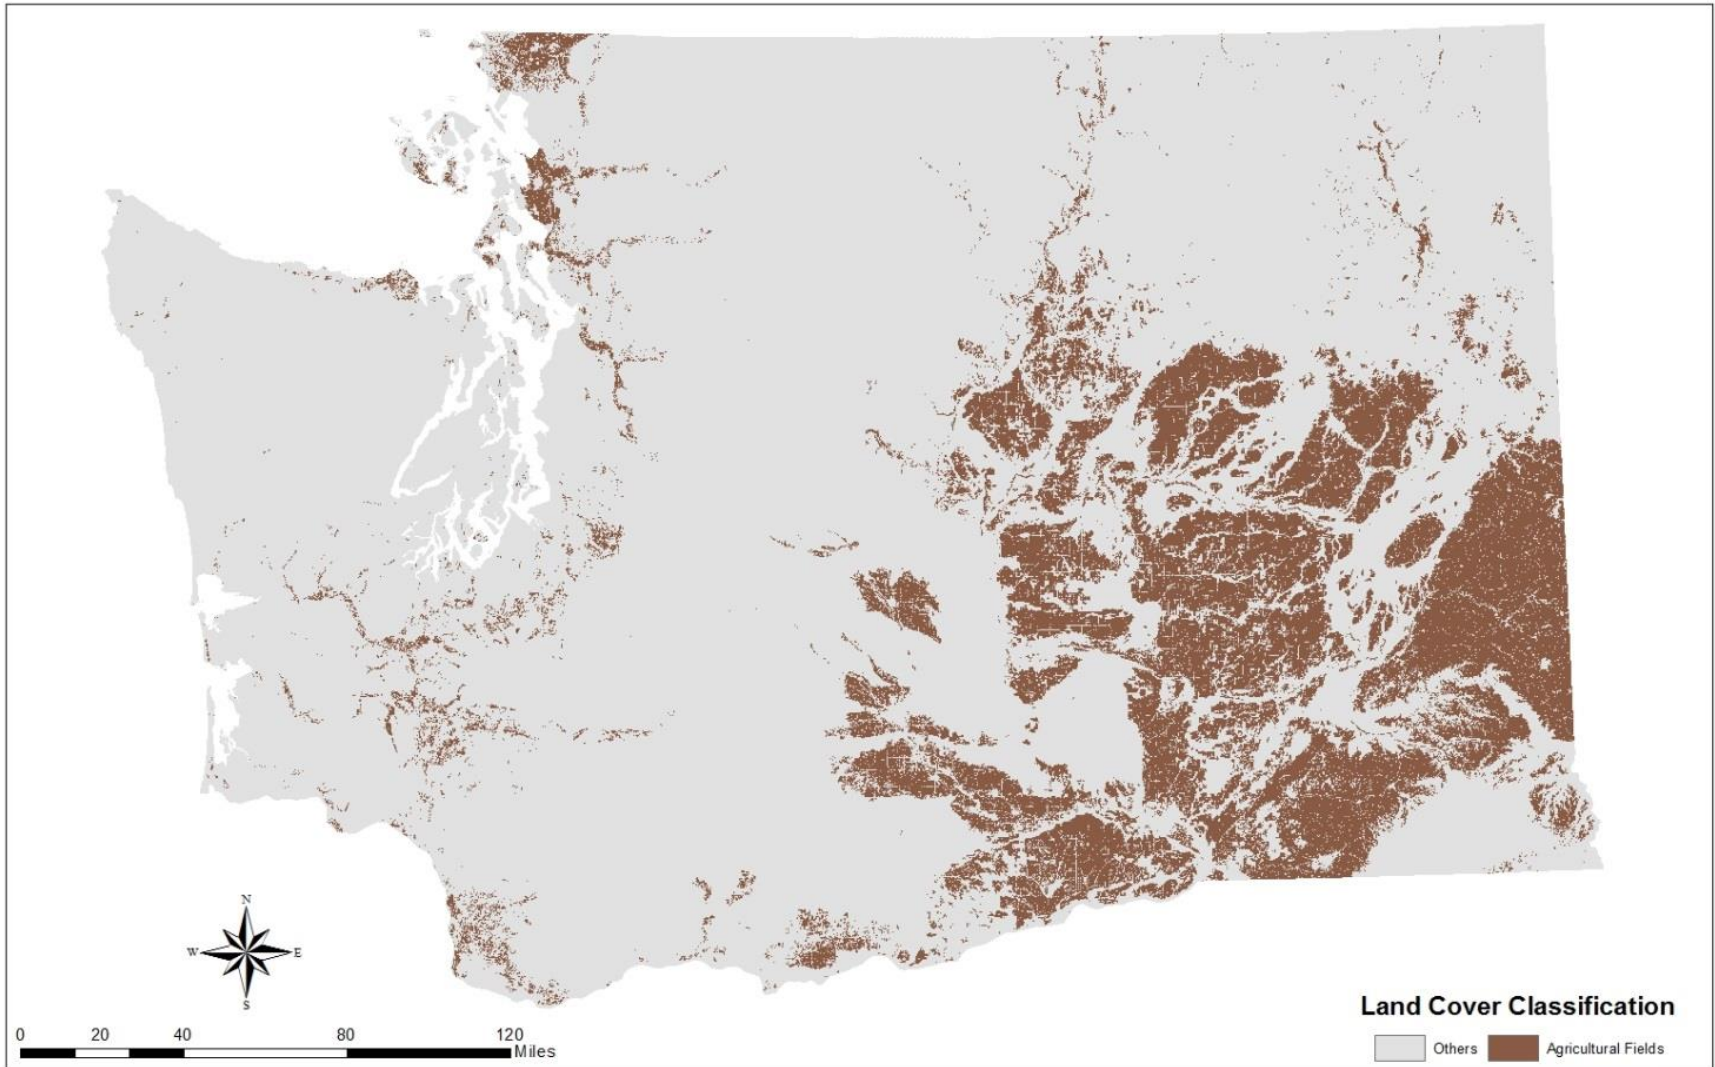 N
W E
S
0 20 40 80 120
Miles
Land Cover Classification
Others Agricultural Fields